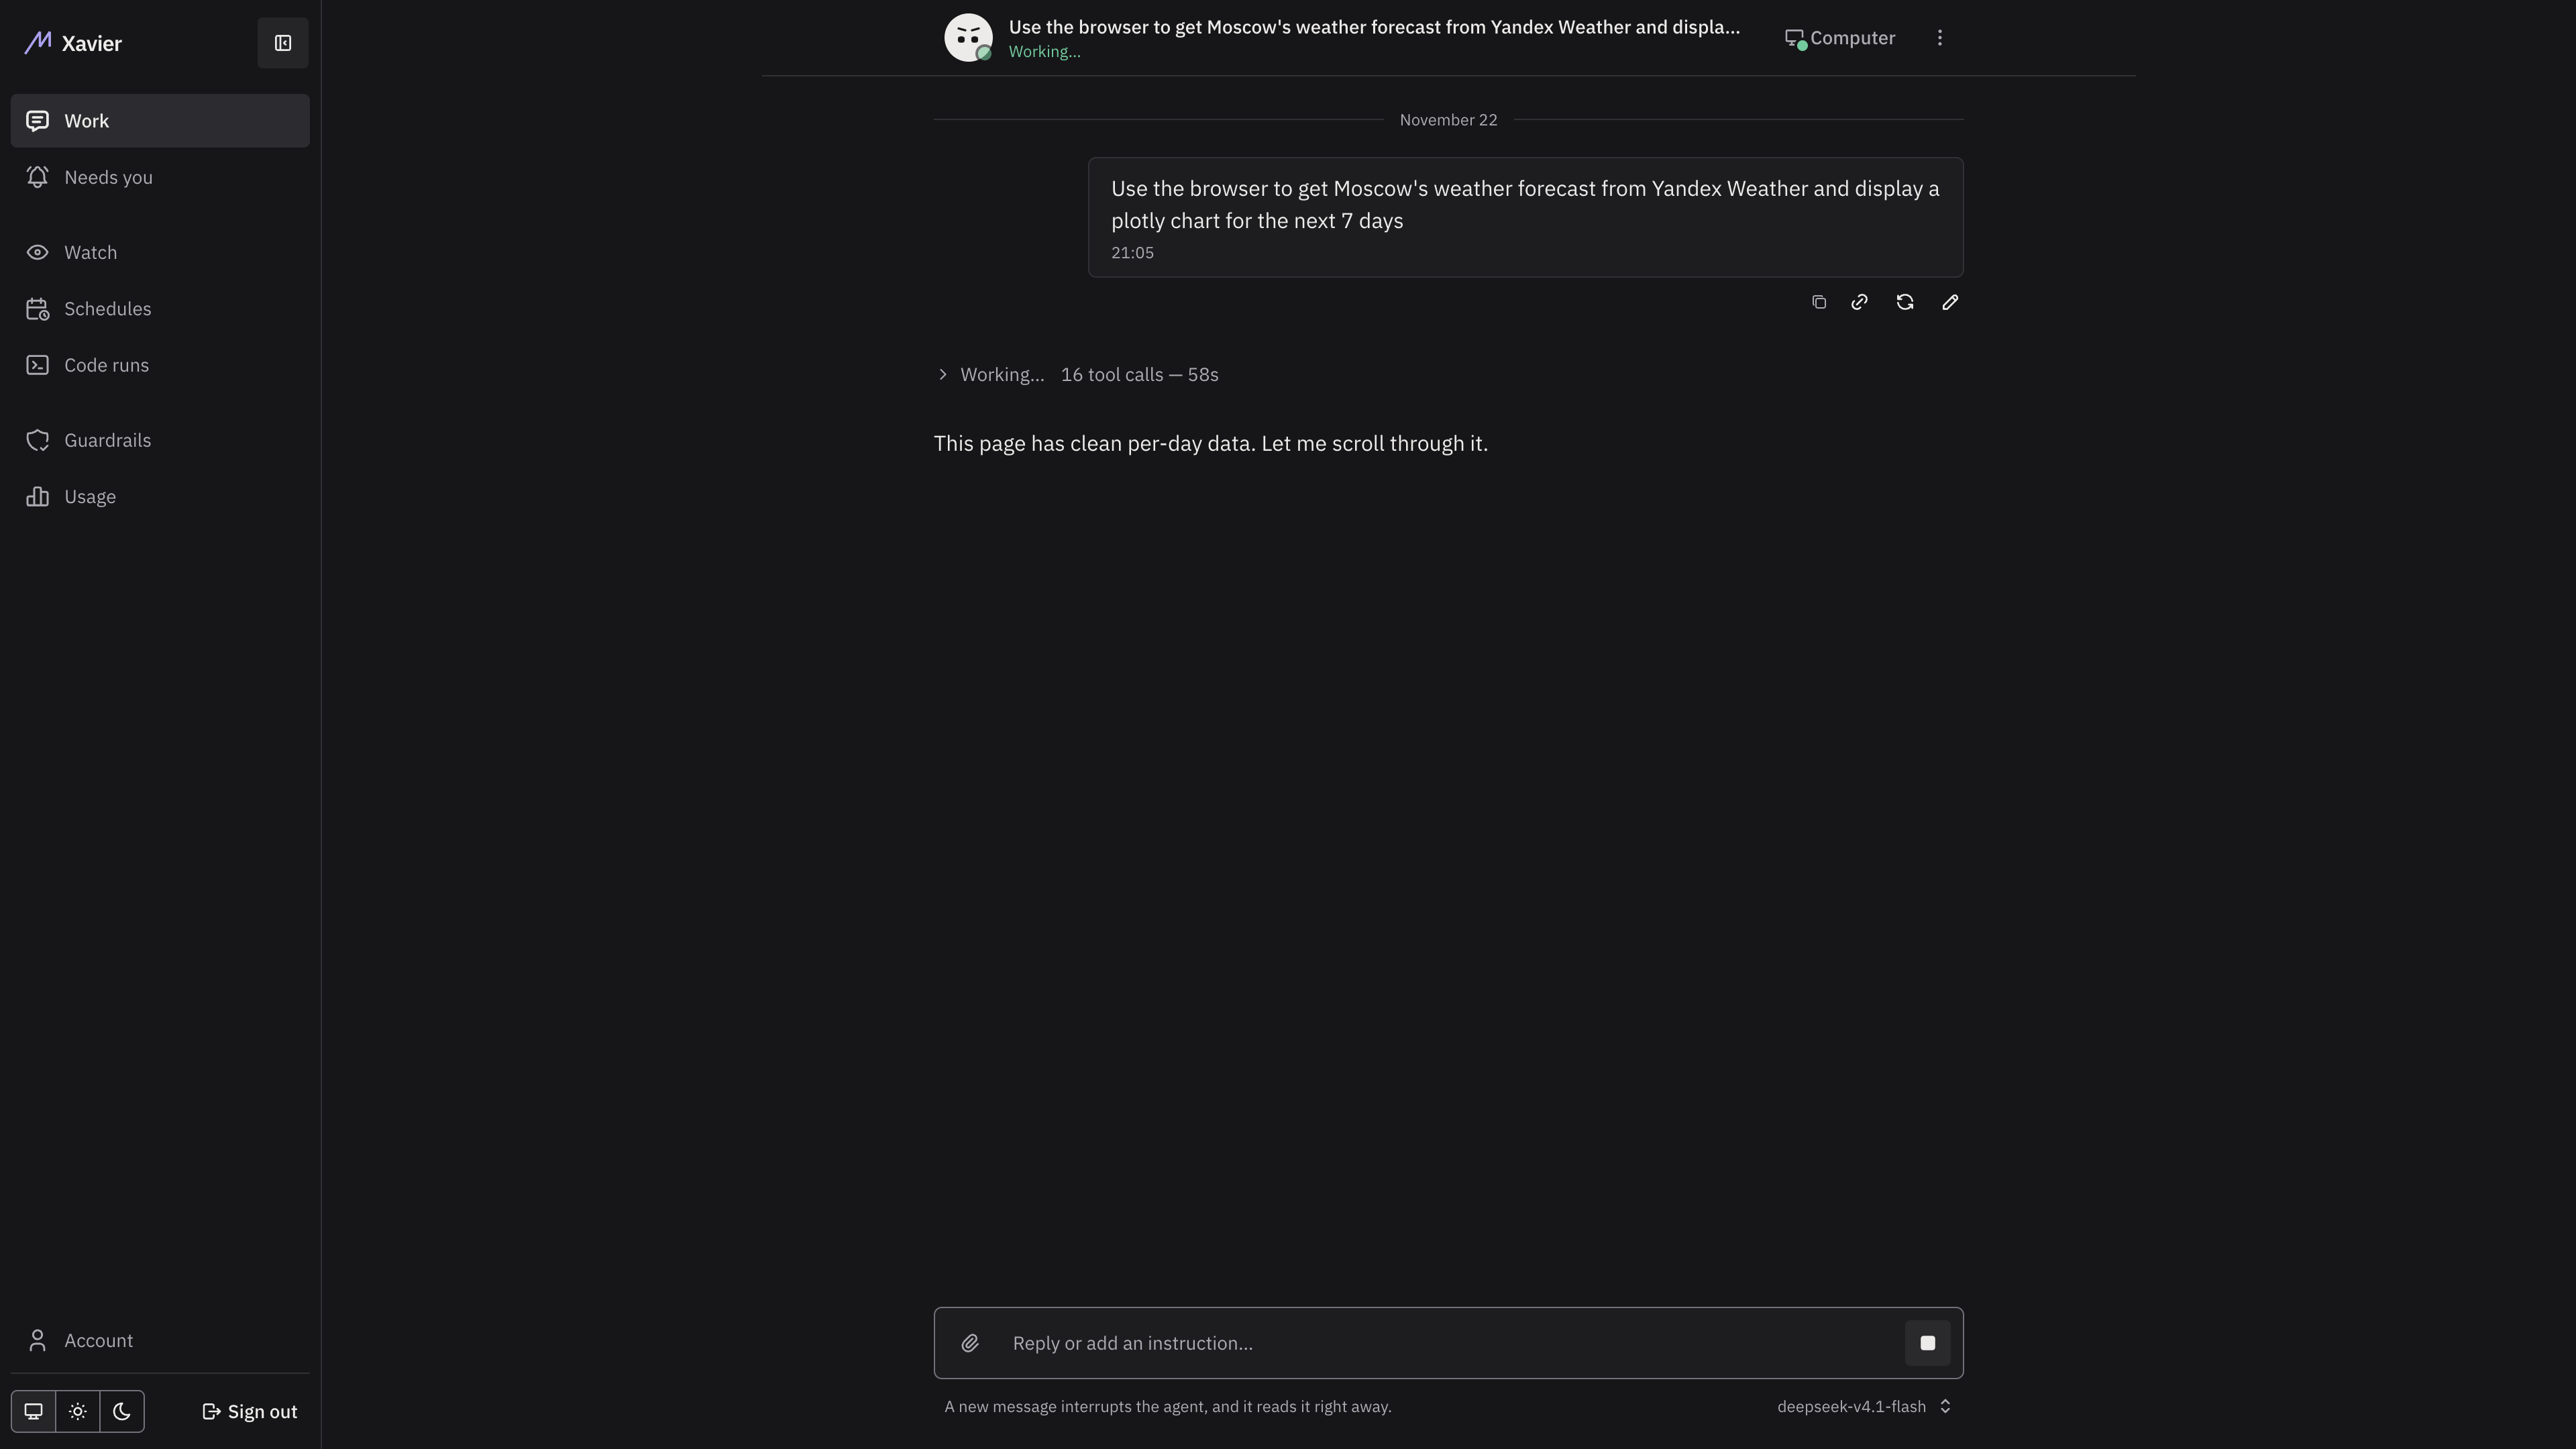 Xavier
Work
Needs you
Watch
Schedules
Code runs
Guardrails
Usage
Account
Sign out
Use the browser to get Moscow's weather forecast from Yandex Weather and displa...
Working...
Computer
November 22
Use the browser to get Moscow's weather forecast from Yandex Weather and display a
plotly chart for the next 7 days
21:05
Working... 16 tool calls — 58s
This page has clean per-day data. Let me scroll through it.
Reply or add an instruction...
A new message interrupts the agent, and it reads it right away.
deepseek-v4.1-flash